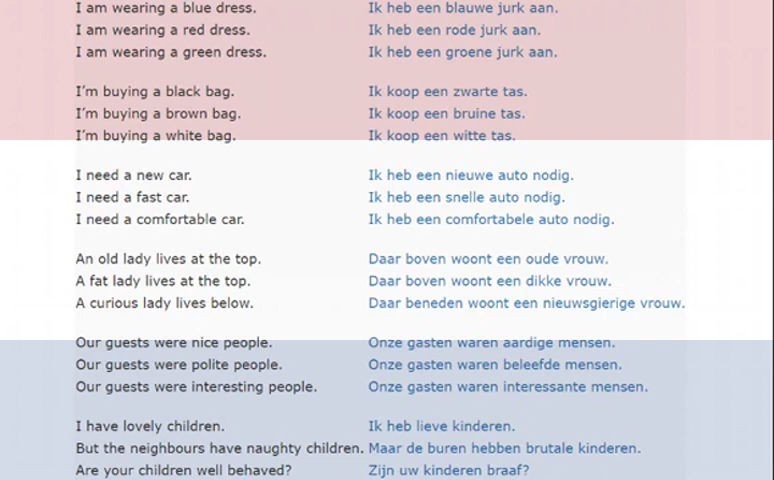 I am wearing a blue dress. Ik heb een blauwe jurk aan.
I am wearing a red dress. Ik heb een rode jurk aan.
I am wearing a green dress. Ik heb een groene jurk aan.
I'm buying a black bag. Ik koop een zwarte tas.
I'm buying a brown bag. Ik koop een bruine tas.
I'm buying a white bag. Ik koop een witte tas.
I need a new car. Ik heb een nieuwe auto nodig.
I need a fast car. Ik heb een snelle auto nodig.
I need a comfortable car. Ik heb een comfortabele auto nodig.
An old lady lives at the top. Daar boven woont een oude vrouw.
A fat lady lives at the top. Daar boven woont een dikke vrouw.
A curious lady lives below. Daar beneden woont een nieuwsgierige vrouw.
Our guests were nice people. Onze gasten waren aardige mensen.
Our guests were polite people. Onze gasten waren beleefde mensen.
Our guests were interesting people. Onze gasten waren interessante mensen.
I have lovely children. Ik heb lieve kinderen.
But the neighbours have naughty children. Maar de buren hebben brutale kinderen.
Are your children well behaved? Zijn uw kinderen braaf?